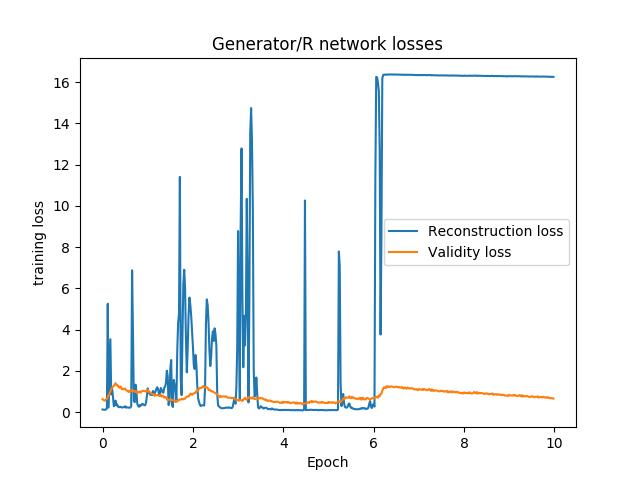 Generator/R network losses
16
14
12
10
8
6
4
2
0
training loss
Reconstruction loss
Validity loss
0 2 4 6 8 10
Epoch